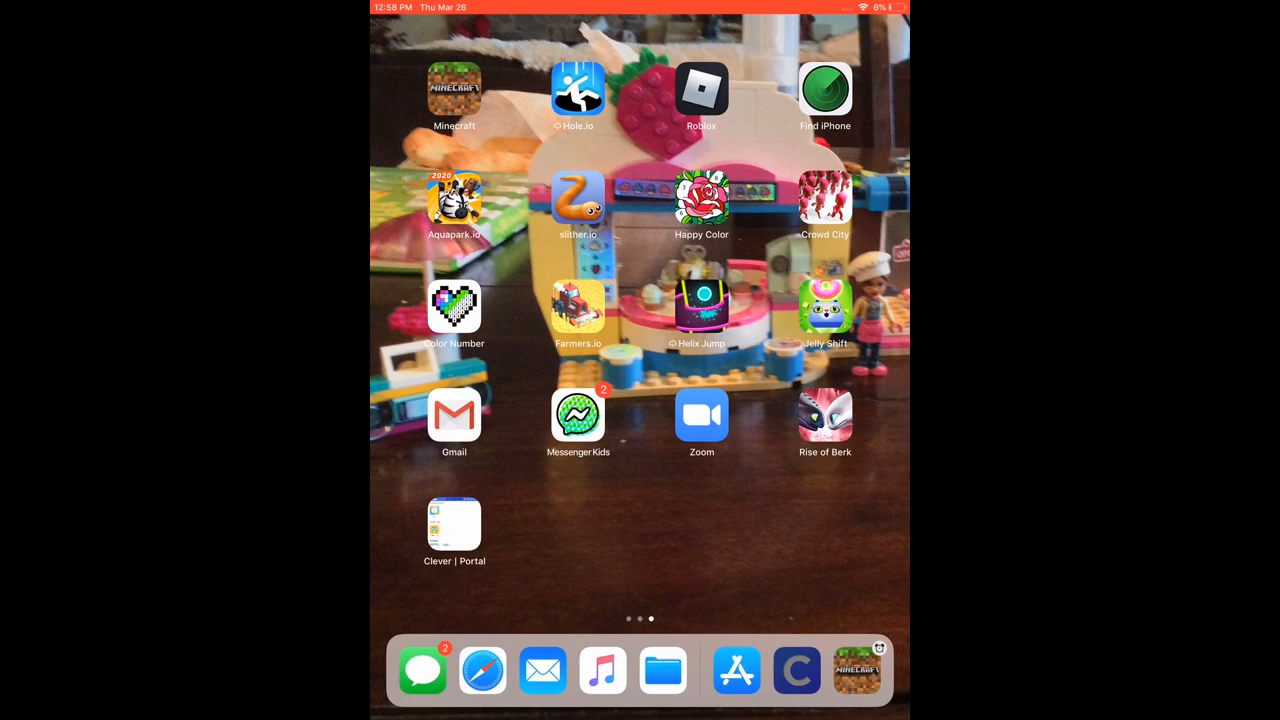 12:58 PM Thu Mar 26 6%
MINECRAFT
Minecraft Hole.io Roblox Find iPhone
2020
Aquapark.io slither.io Happy Color Crowd City
Color Number Farmers.io Helix Jump Jelly Shift
2
Gmail Messenger Kids Zoom Rise of Berk
Clever | Portal
2
C
MINECRAFT